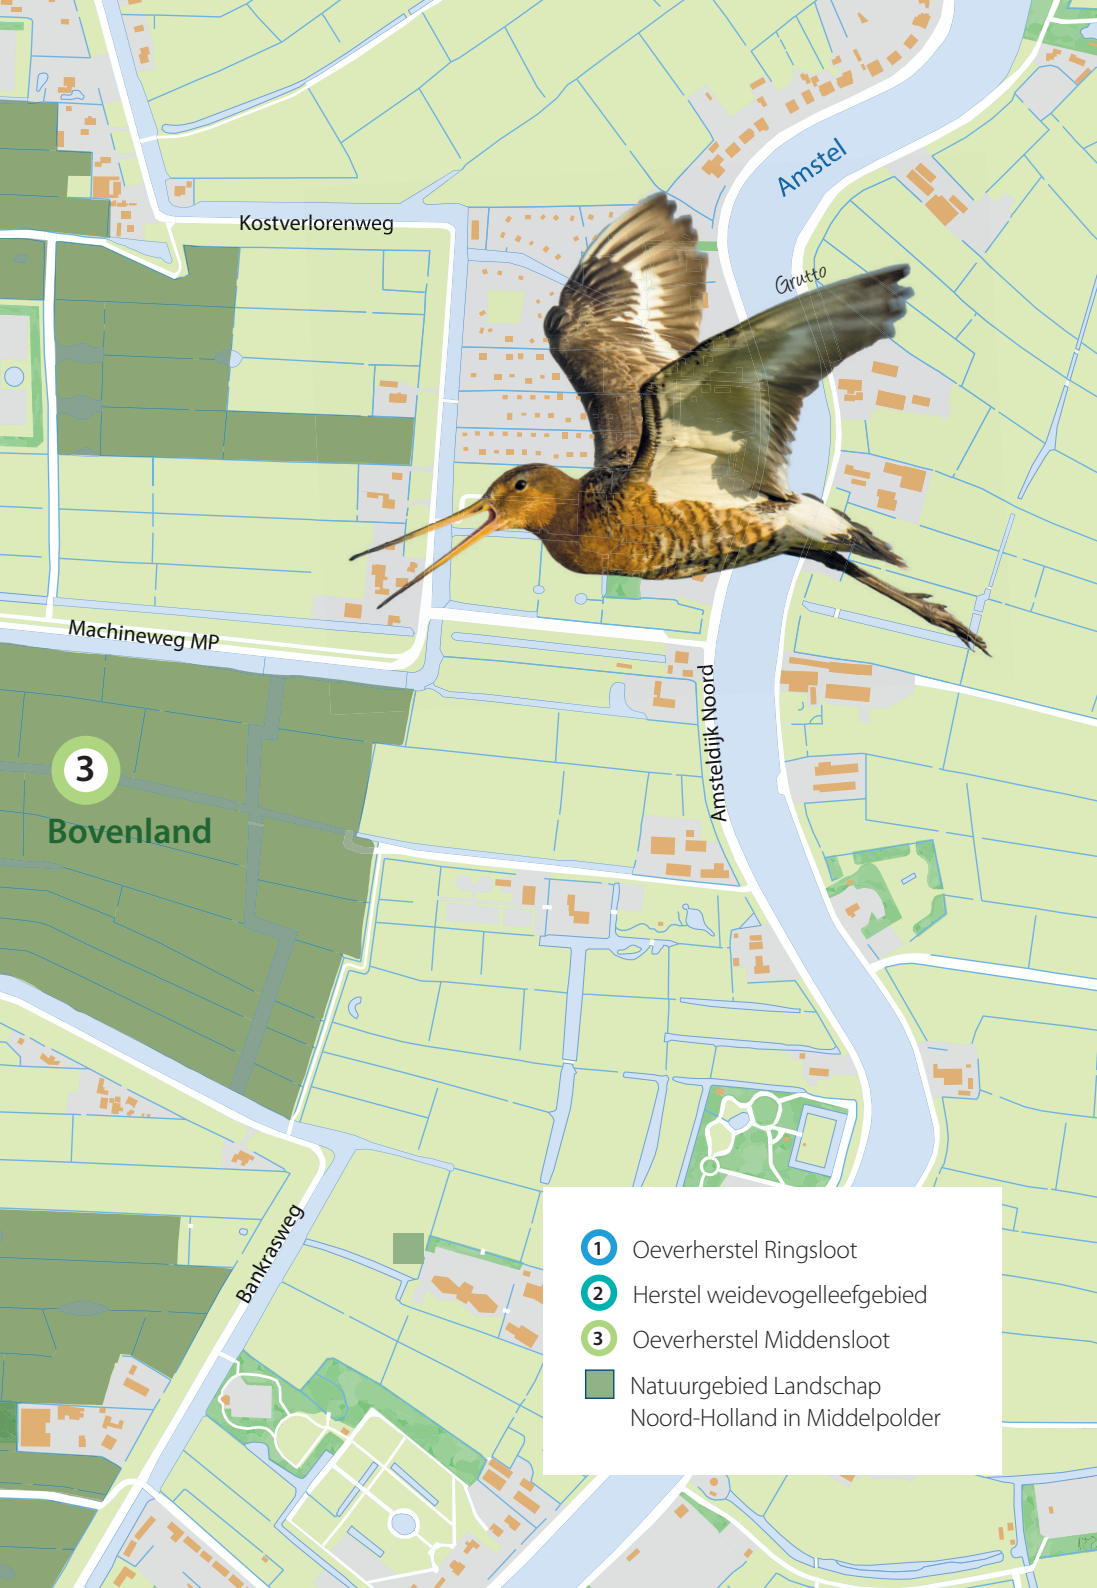 Amstel
Kostverlorenweg
Grutto
Machineweg MP
Amsteldijk Noord
3
Bovenland
Bankrasweg
1 Oeverherstel Ringsloot
2 Herstel weidevogelleefgebied
3 Oeverherstel Middensloot
Natuurgebied Landschap
Noord-Holland in Middelpolder